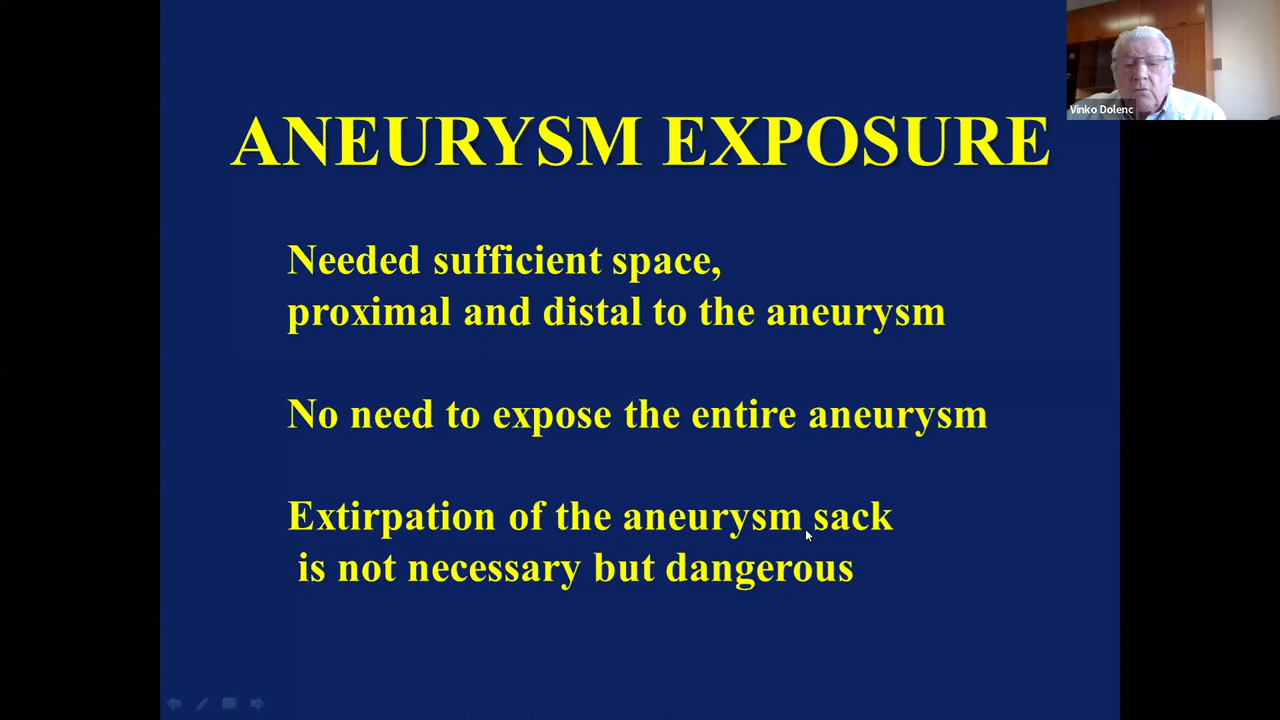 Vinko Dolenc
ANEURYSM EXPOSURE
Needed sufficient space,
proximal and distal to the aneurysm
No need to expose the entire aneurysm
Extirpation of the aneurysm sack
is not necessary but dangerous